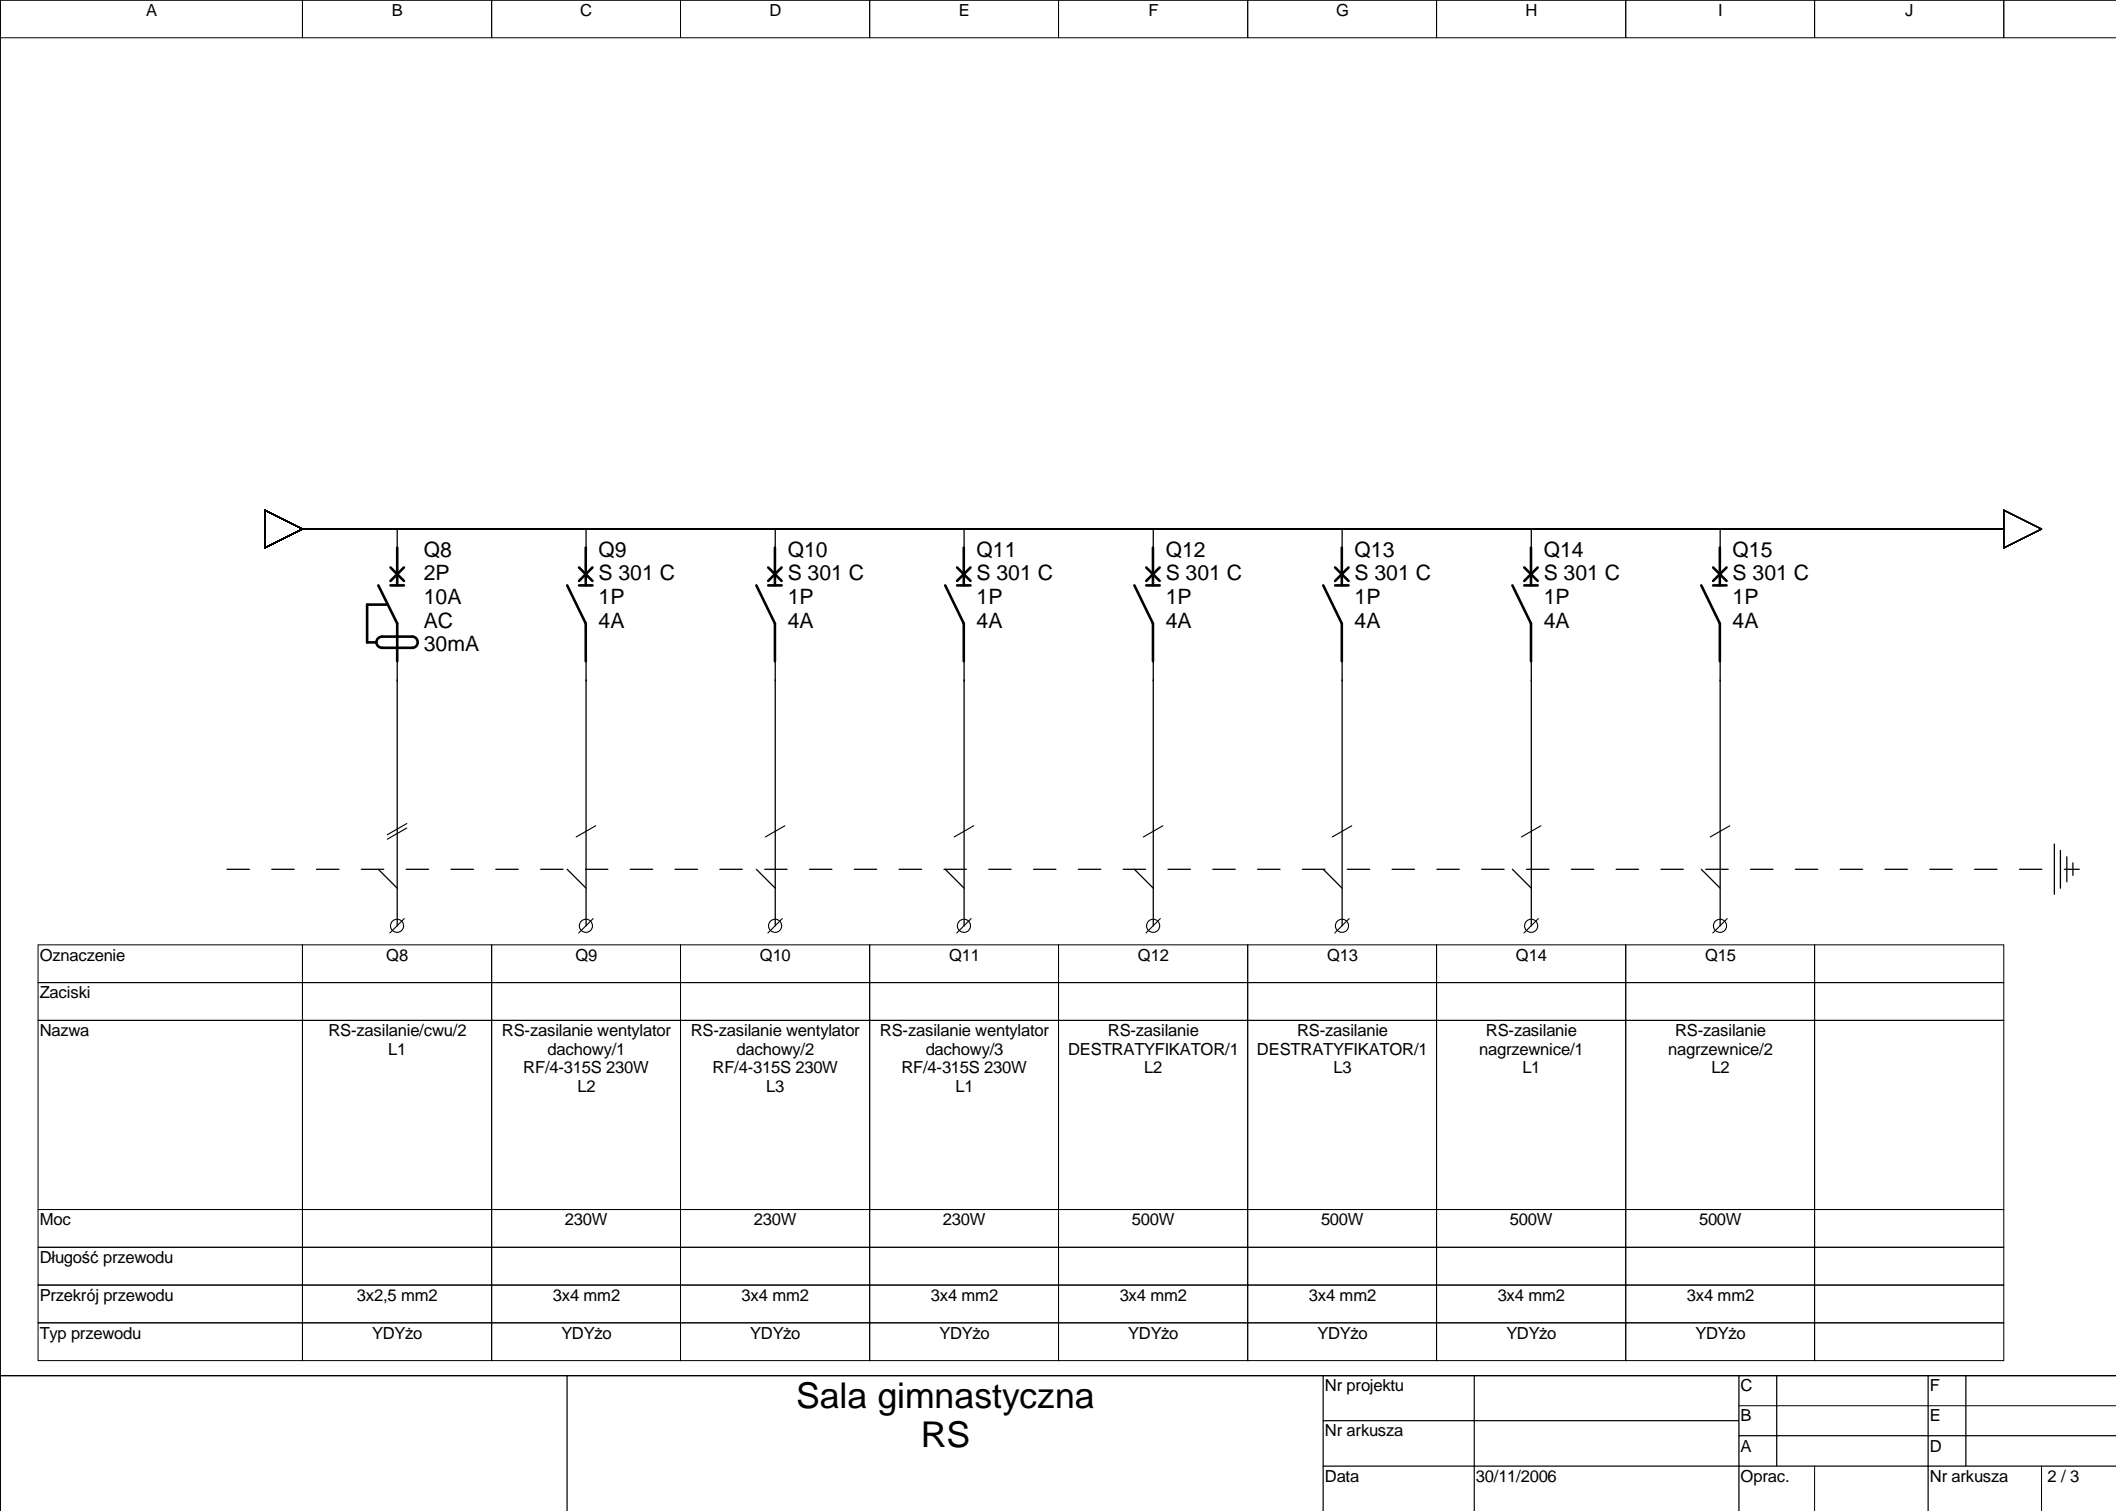 A B C D E F G H I J
Q8 Q9 Q10 Q11 Q12 Q13 Q14 Q15
2P S 301 C S 301 C S 301 C S 301 C S 301 C S 301 C S 301 C
10A 1P 1P 1P 1P 1P 1P 1P
AC 4A 4A 4A 4A 4A 4A 4A
30mA
Oznaczenie Q8 Q9 Q10 Q11 Q12 Q13 Q14 Q15
Zaciski
Nazwa RS-zasilanie/cwu/2 RS-zasilanie wentylator RS-zasilanie wentylator RS-zasilanie wentylator RS-zasilanie RS-zasilanie RS-zasilanie RS-zasilanie
L1 dachowy/1 dachowy/2 dachowy/3 DESTRATYFIKATOR/1 DESTRATYFIKATOR/1 nagrzewnice/1 nagrzewnice/2
RF/4-315S 230W RF/4-315S 230W RF/4-315S 230W L2 L3 L1 L2
L2 L3 L1
Moc 230W 230W 230W 500W 500W 500W 500W
Długość przewodu
Przekrój przewodu 3x2,5 mm2 3x4 mm2 3x4 mm2 3x4 mm2 3x4 mm2 3x4 mm2 3x4 mm2 3x4 mm2
Typ przewodu YDYżo YDYżo YDYżo YDYżo YDYżo YDYżo YDYżo YDYżo
Sala gimnastyczna
RS
Nr projektu C F
B E
Nr arkusza
A D
Data 30/11/2006 Oprac. Nr arkusza 2 / 3